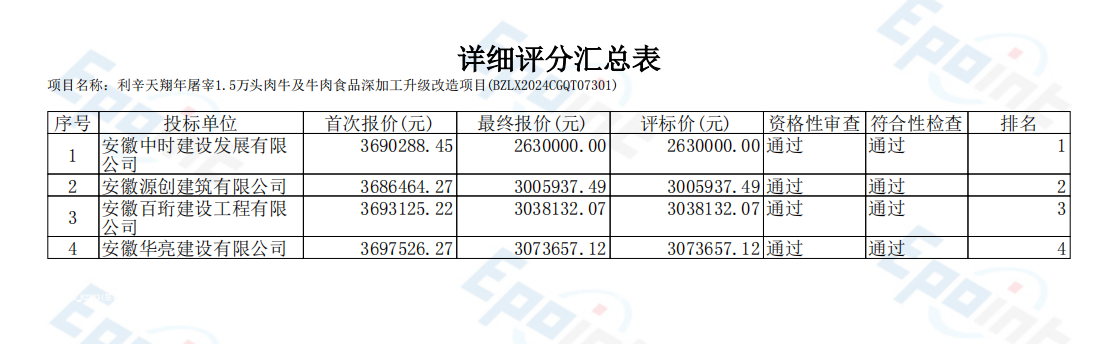 详细评分汇总表
项目名称：利辛天翔年屠宰1.5万头肉牛及牛肉食品深加工升级改造项目(BZLX2024CGQT07301)
序号 投标单位 首次报价(元) 最终报价(元) 评标价(元) 资格性审查 符合性检查 排名
1 安徽中时建设发展有限公司 3690288.45 2630000.00 2630000.00 通过 通过 1
2 安徽源创建筑有限公司 3686464.27 3005937.49 3005937.49 通过 通过 2
3 安徽百珩建设工程有限公司 3693125.22 3038132.07 3038132.07 通过 通过 3
4 安徽华亮建设有限公司 3697526.27 3073657.12 3073657.12 通过 通过 4
Epoint
Epoint
Epoint
Epoint
Epoint
Epoint